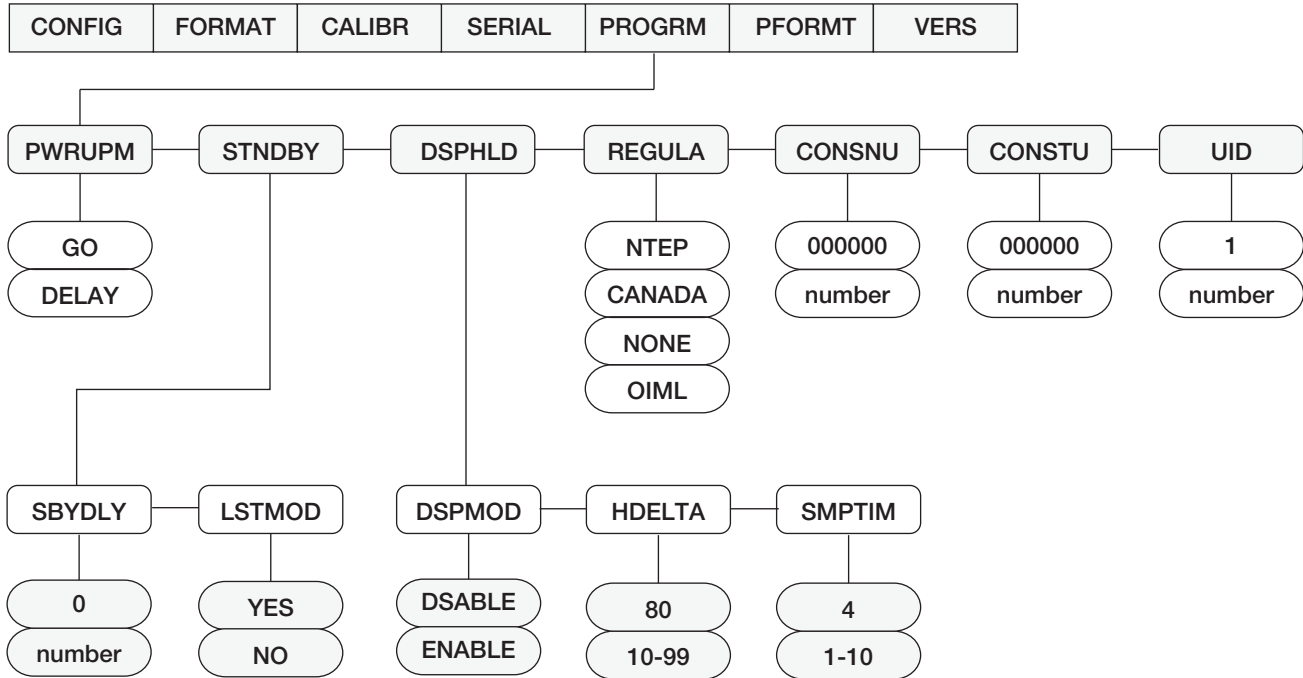 CONFIG FORMAT CALIBR SERIAL PROGRM PFORMT VERS
PWRUPM STNDBY DSPHLD REGULA CONSNU CONSTU UID
GO NTEP 000000 000000 1
DELAY CANADA number number number
NONE
OIML
SBYDLY LSTMOD DSPMOD HDELTA SMPTIM
0 YES DSABLE 80 4
number NO ENABLE 10-99 1-10